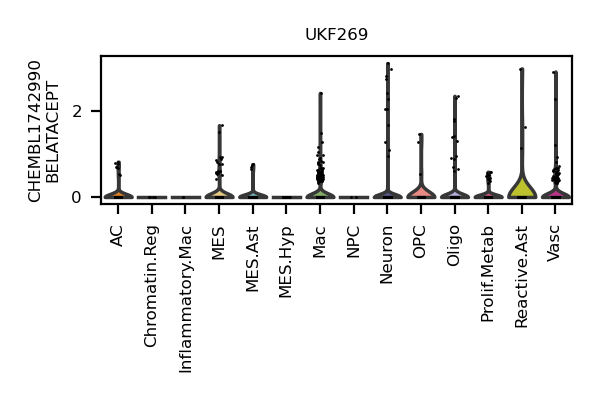 UKF269
CHEMBL1742990
BELATACEPT
2
0
AC
Chromatin.Reg
Inflammatory.Mac
MES
MES.Ast
MES.Hyp
Mac
NPC
Neuron
OPC
Oligo
Prolif.Metab
Reactive.Ast
Vasc